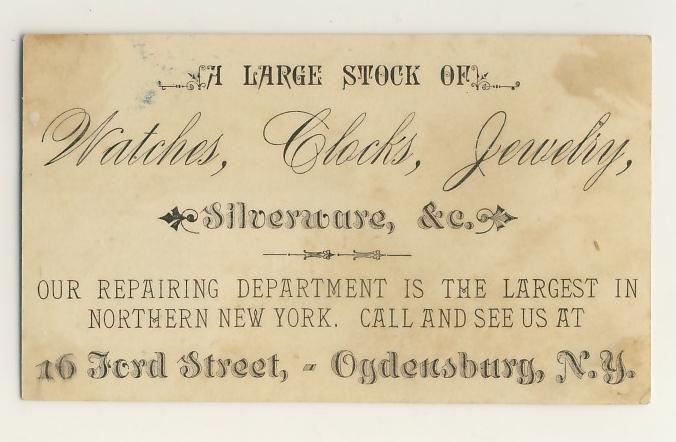 A LARGE STOCK OF
Watches, Clocks, Jewelry,
Silverware, &c.
OUR REPAIRING DEPARTMENT IS THE LARGEST IN
NORTHERN NEW YORK. CALL AND SEE US AT
16 Ford Street, - Ogdensburg, N.Y.